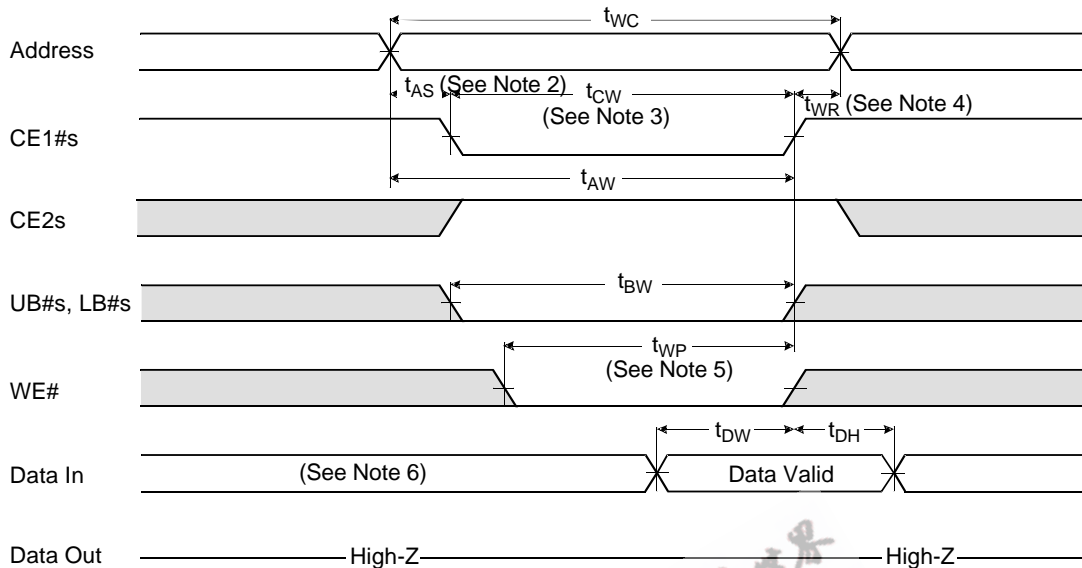 tWC
Address
tAS (See Note 2)
tCW
(See Note 3)
tWR (See Note 4)
CE1#s
tAW
CE2s
tBW
UB#s, LB#s
tWP
(See Note 5)
WE#
tDW
tDH
Data In
(See Note 6)
Data Valid
Data Out
High-Z
High-Z